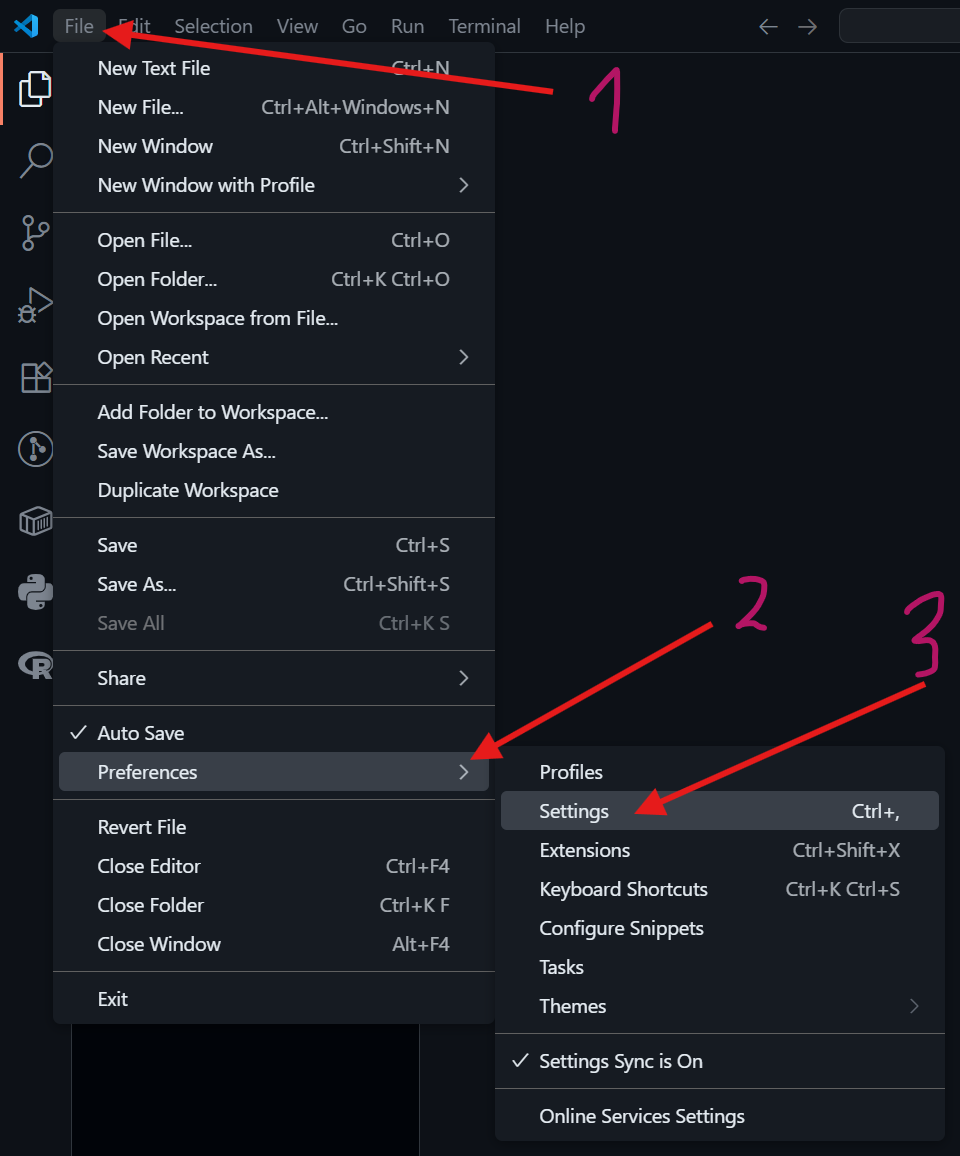 File Edit Selection View Go Run Terminal Help
New Text File Ctrl+N
1
New File... Ctrl+Alt+Windows+N
New Window Ctrl+Shift+N
New Window with Profile
Open File... Ctrl+O
Open Folder... Ctrl+K Ctrl+O
Open Workspace from File...
Open Recent
Add Folder to Workspace...
Save Workspace As...
Duplicate Workspace
Save Ctrl+S
Save As... Ctrl+Shift+S
2
Save All Ctrl+K S
3
Share
Auto Save
Preferences
Revert File
Close Editor Ctrl+F4
Close Folder Ctrl+K F
Close Window Alt+F4
Exit
Profiles
Settings Ctrl+,
Extensions Ctrl+Shift+X
Keyboard Shortcuts Ctrl+K Ctrl+S
Configure Snippets
Tasks
Themes
Settings Sync is On
Online Services Settings
R